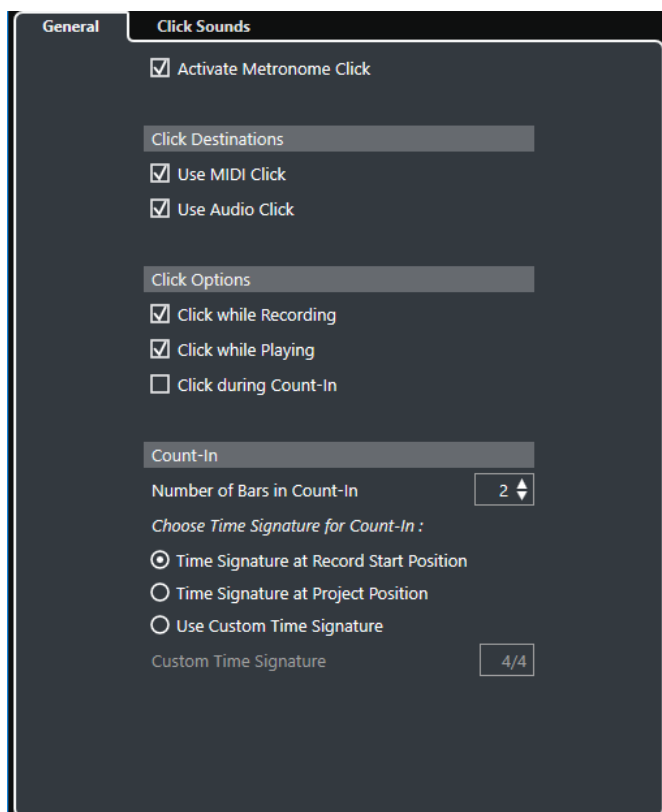 General
Click Sounds
Activate Metronome Click
Click Destinations
Use MIDI Click
Use Audio Click
Click Options
Click while Recording
Click while Playing
Click during Count-In
Count-In
Number of Bars in Count-In 2
Choose Time Signature for Count-In :
Time Signature at Record Start Position
Time Signature at Project Position
Use Custom Time Signature
Custom Time Signature 4/4